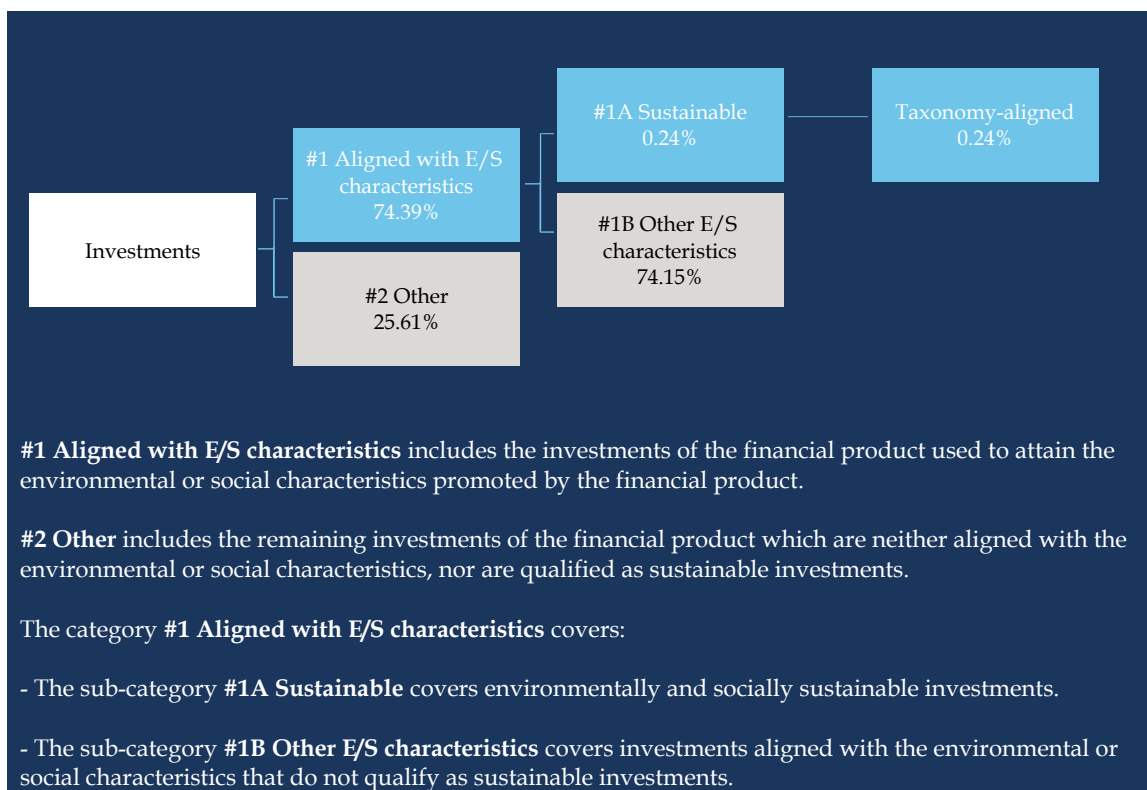 Investments
#1 Aligned with E/S
characteristics
74.39%
#2 Other
25.61%
#1A Sustainable
0.24%
#1B Other E/S
characteristics
74.15%
Taxonomy-aligned
0.24%
#1 Aligned with E/S characteristics includes the investments of the financial product used to attain the
environmental or social characteristics promoted by the financial product.
#2 Other includes the remaining investments of the financial product which are neither aligned with the
environmental or social characteristics, nor are qualified as sustainable investments.
The category #1 Aligned with E/S characteristics covers:
- The sub-category #1A Sustainable covers environmentally and socially sustainable investments.
- The sub-category #1B Other E/S characteristics covers investments aligned with the environmental or
social characteristics that do not qualify as sustainable investments.